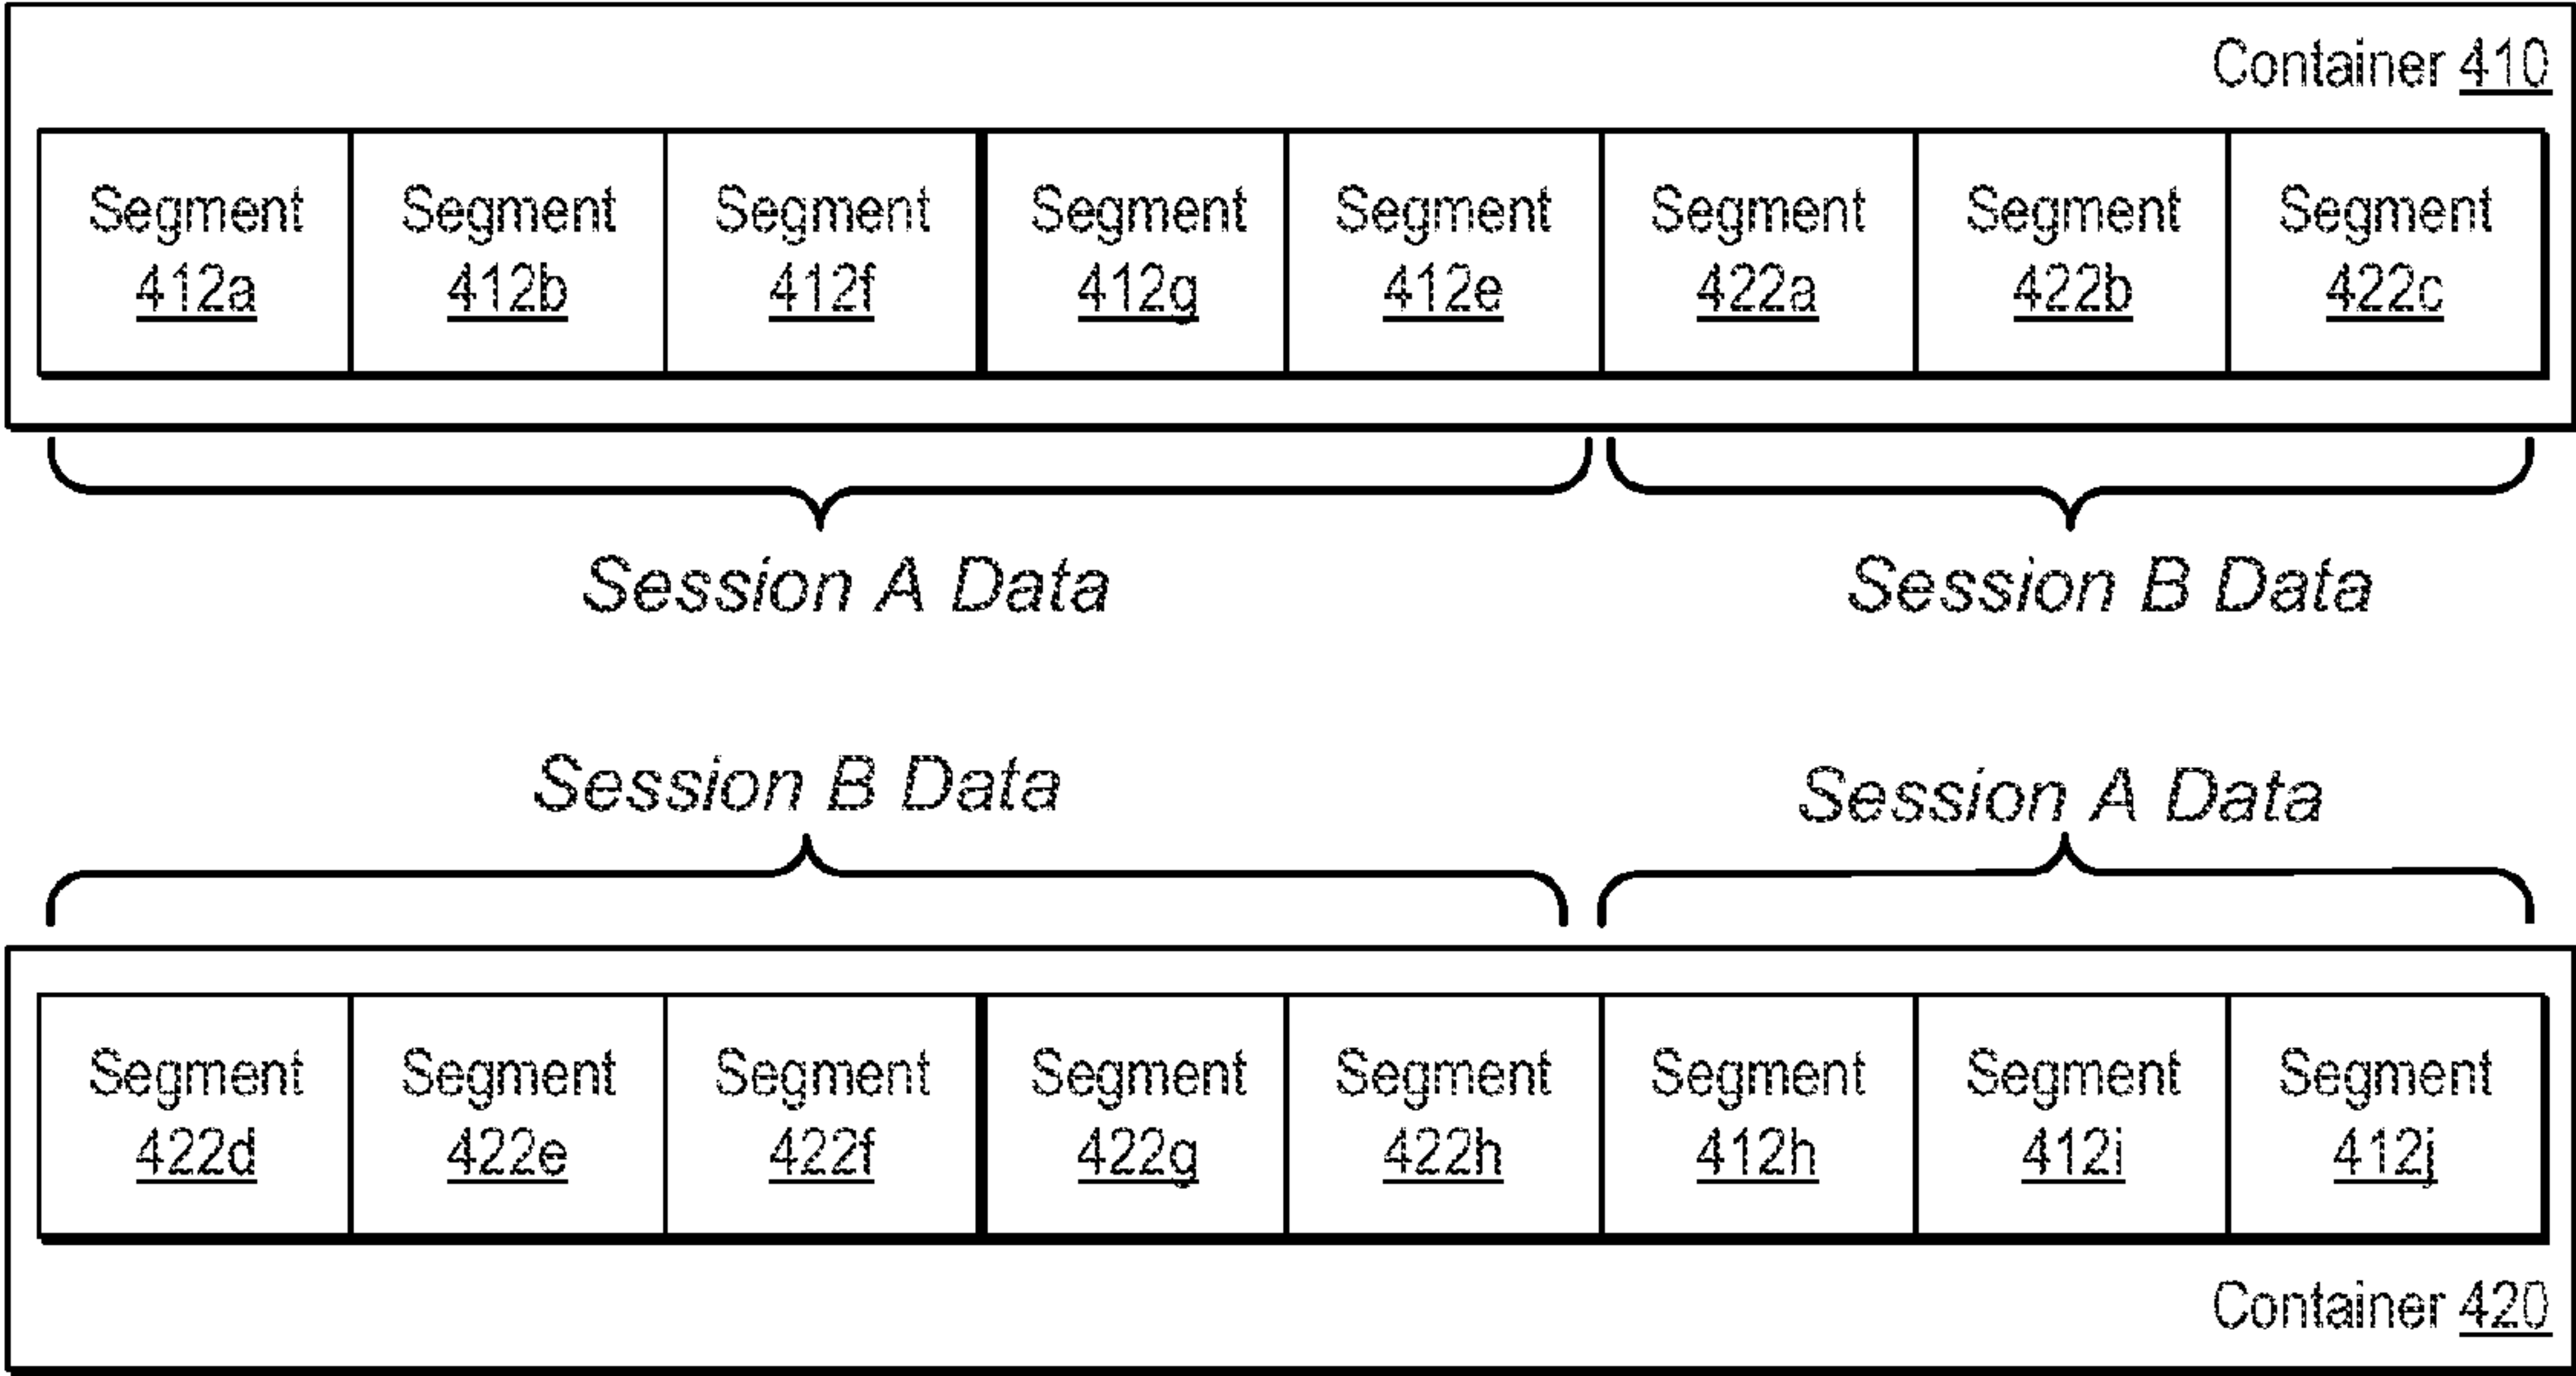 Container 410
Segment Segment Segment Segment Segment Segment Segment Segment
412a 412b 412f 412g 412e 422a 422b 422c
Session A Data Session B Data
Session B Data Session A Data
Segment Segment Segment Segment Segment Segment Segment Segment
422d 422e 422f 422g 422h 412h 412i 412j
Container 420